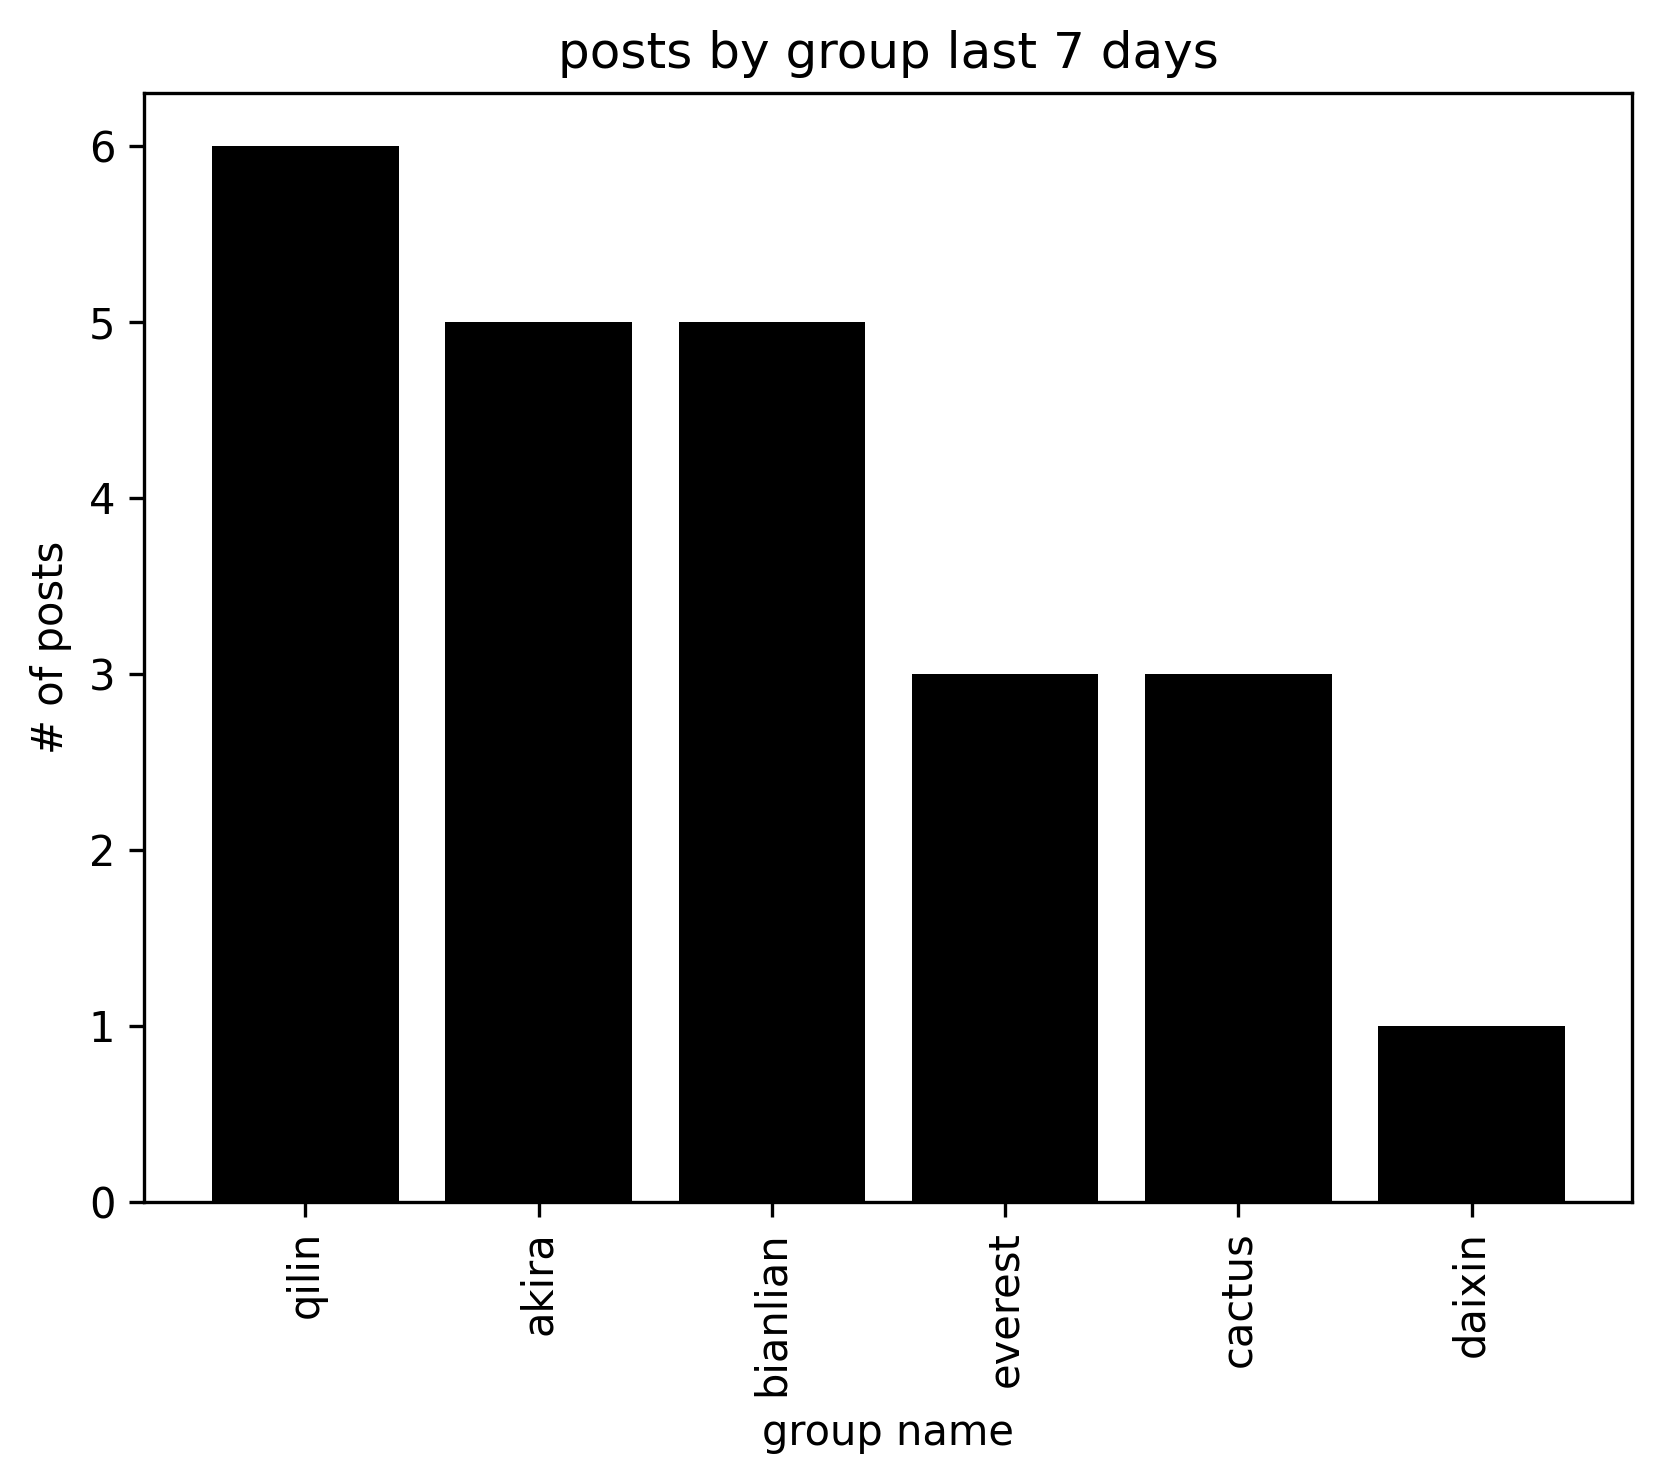 posts by group last 7 days
# of posts
6
5
4
3
2
1
0
qilin
akira
bianlian
everest
cactus
daixin
group name